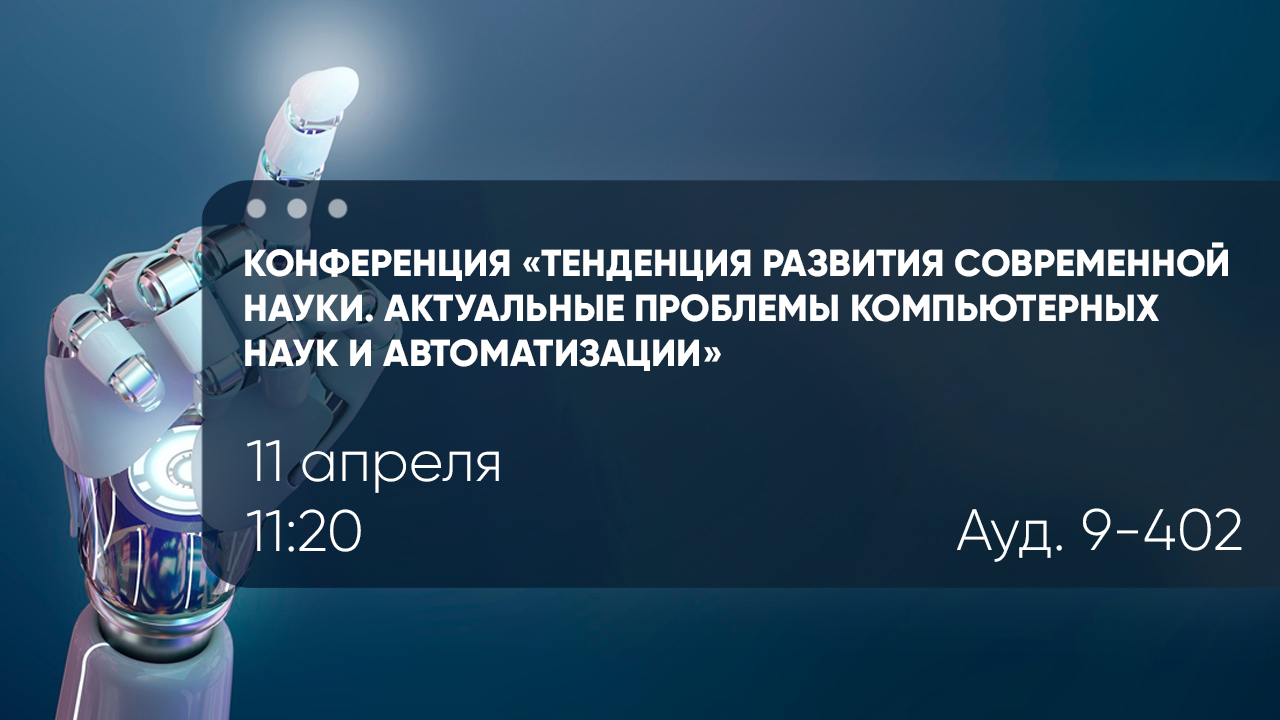 КОНФЕРЕНЦИЯ «ТЕНДЕНЦИЯ РАЗВИТИЯ СОВРЕМЕННОЙ
НАУКИ. АКТУАЛЬНЫЕ ПРОБЛЕМЫ КОМПЬЮТЕРНЫХ
НАУК И АВТОМАТИЗАЦИИ»
11 апреля
11:20
Ауд. 9-402